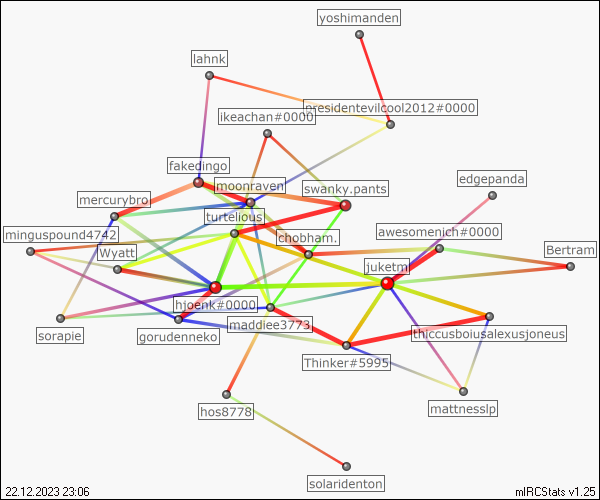 yoshimanden
lahnk
presidentevilcool2012#0000
ikeachan#0000
fakedingo
moonraven
swanky.pants
edgepanda
mercurybro
turtelious
minguspound4742
chobham.
awesomenich#0000
Wyatt
Bertram
juketm
hjoenk#0000
maddiee3773
sorapie
gorudenneko
thiccusboiusalexusjoneus
Thinker#5995
hos8778
mattnesslp
solaridenton
22.12.2023 23:06
mIRCStats v1.25